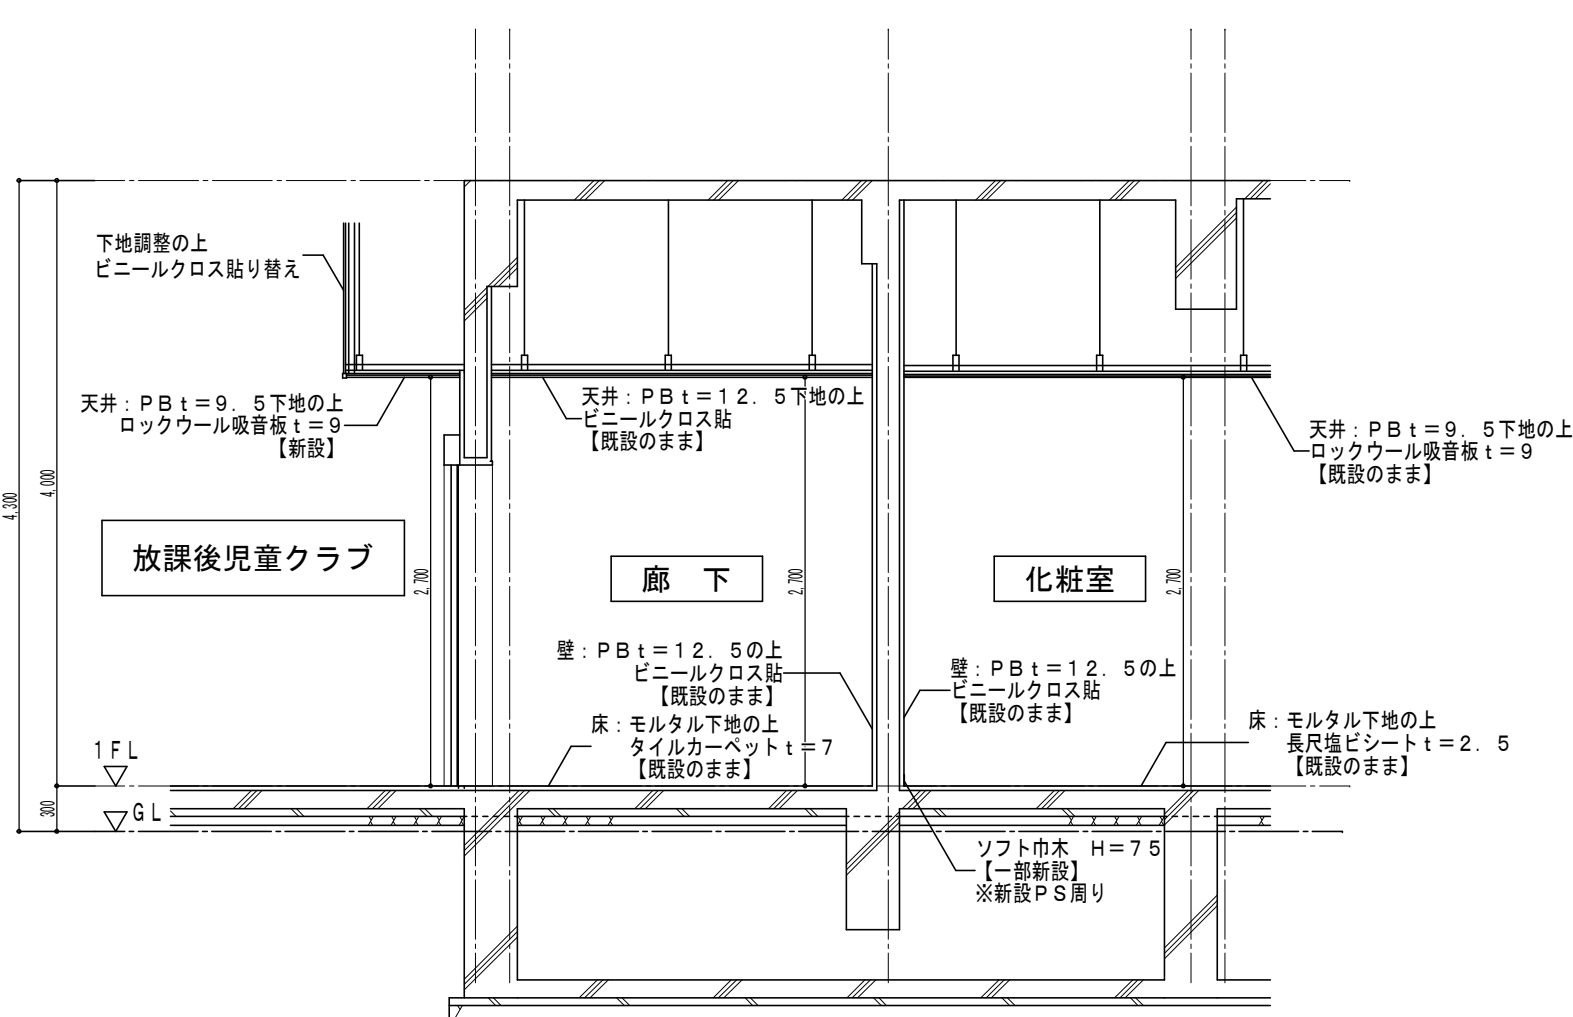 下地調整の上
ビニールクロス貼り替え
天井：ＰＢｔ＝９．５下地の上
ロックウール吸音板ｔ＝９
【新設】
天井：ＰＢｔ＝１２．５下地の上
ビニールクロス貼
【既設のまま】
天井：ＰＢｔ＝９．５下地の上
ロックウール吸音板ｔ＝９
【既設のまま】
4,300
4,000
放課後児童クラブ
2,700
廊　下
2,700
化粧室
2,700
壁：ＰＢｔ＝１２．５の上
ビニールクロス貼
【既設のまま】
壁：ＰＢｔ＝１２．５の上
ビニールクロス貼
【既設のまま】
床：モルタル下地の上
タイルカーペットｔ＝７
【既設のまま】
床：モルタル下地の上
長尺塩ビシートｔ＝２．５
【既設のまま】
１ＦＬ
300
ＧＬ
ソフト巾木　Ｈ＝７５
【一部新設】
※新設ＰＳ周り